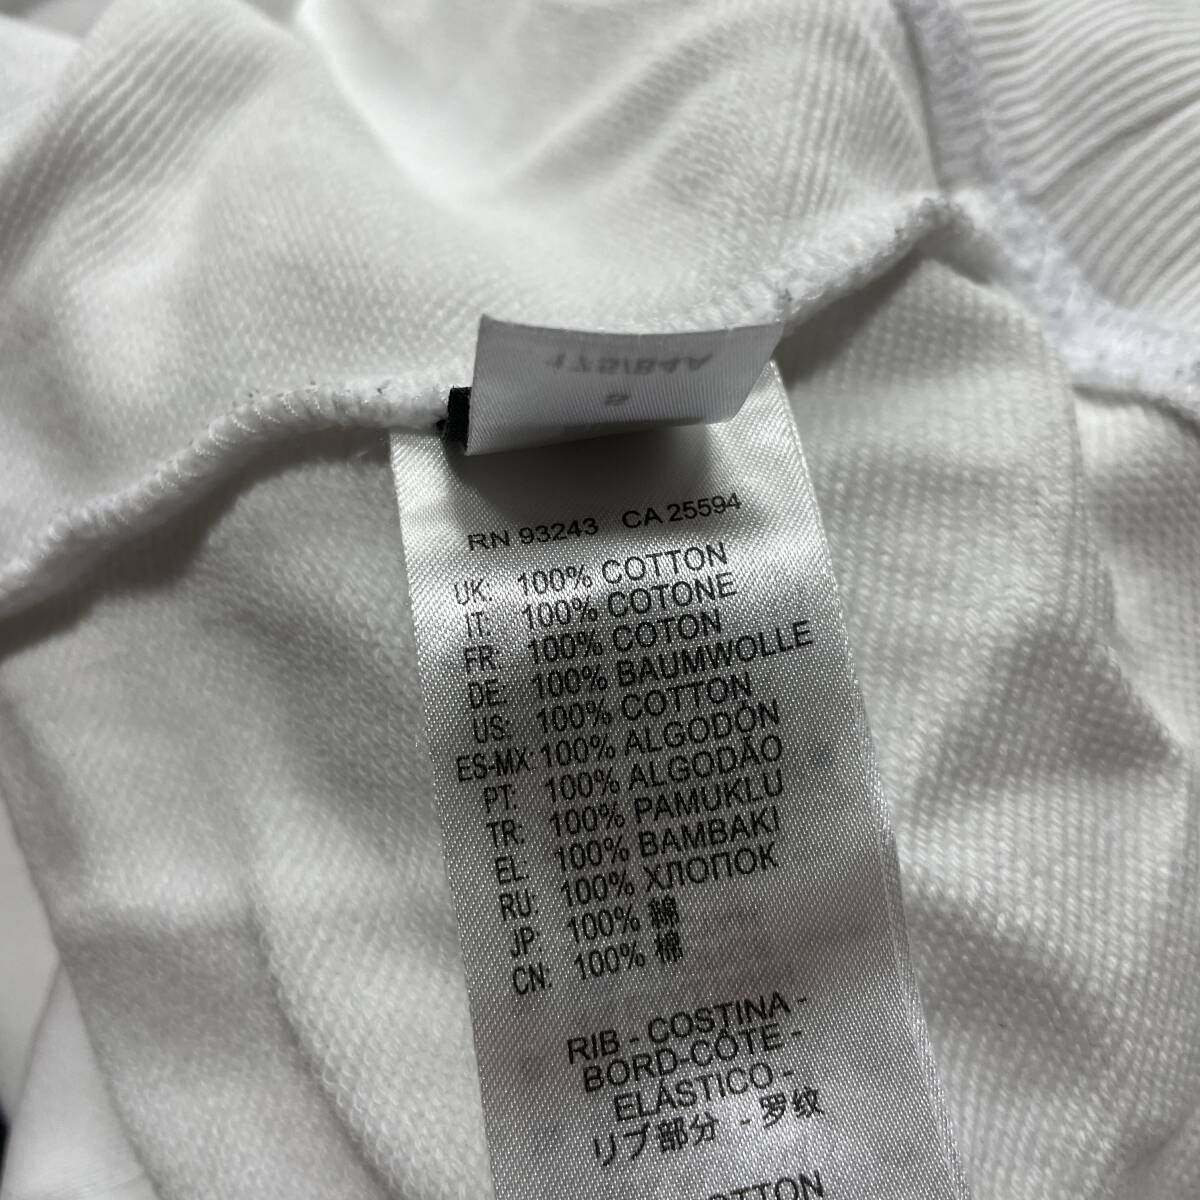 175/84A
S
RN 93243 CA 25594
UK: 100% COTTON
IT: 100% COTONE
FR: 100% COTON
DE: 100% BAUMWOLLE
US: 100% COTTON
ES-MX: 100% ALGODÓN
PT: 100% ALGODÃO
TR: 100% PAMUKLU
EL: 100% BAMBAKI
RU: 100% ХЛОПОК
JP: 100% 綿
CN: 100% 棉
RIB - COSTINA -
BORD-CÔTE -
ELÁSTICO -
リブ部分 - 罗纹